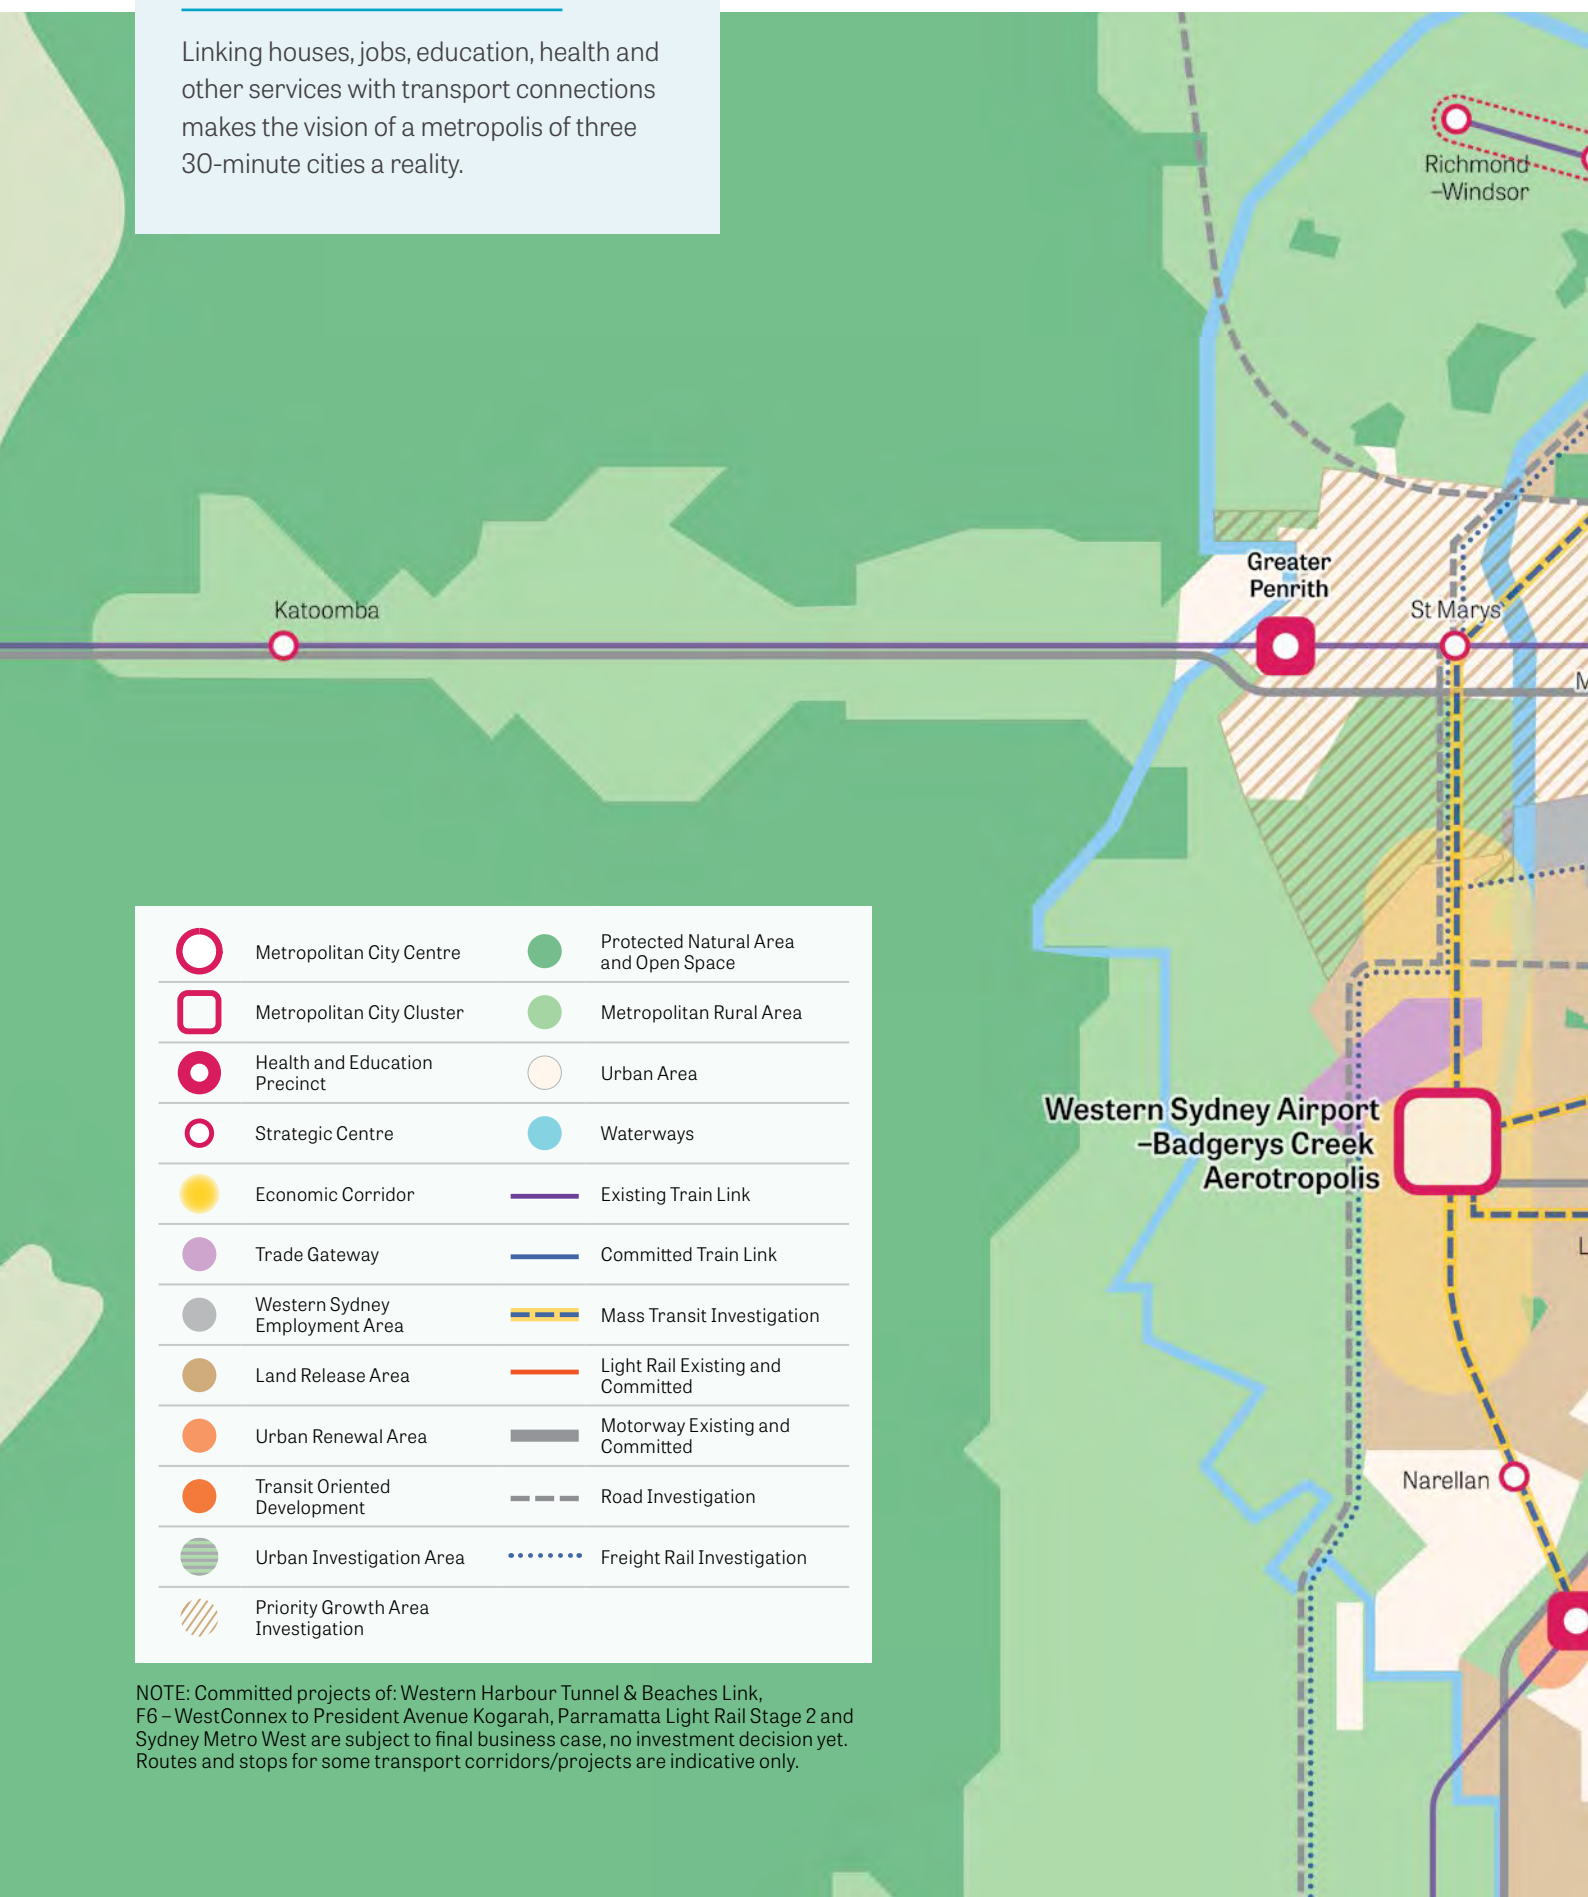 Linking houses, jobs, education, health and
other services with transport connections
makes the vision of a metropolis of three
30-minute cities a reality.
Richmond
–Windsor
Greater
Penrith
Katoomba
St Marys
M
Western Sydney Airport
–Badgerys Creek
Aerotropolis
L
Narellan
Metropolitan City Centre
Metropolitan City Cluster
Health and Education
Precinct
Strategic Centre
Economic Corridor
Trade Gateway
Western Sydney
Employment Area
Land Release Area
Urban Renewal Area
Transit Oriented
Development
Urban Investigation Area
Priority Growth Area
Investigation
Protected Natural Area
and Open Space
Metropolitan Rural Area
Urban Area
Waterways
Existing Train Link
Committed Train Link
Mass Transit Investigation
Light Rail Existing and
Committed
Motorway Existing and
Committed
Road Investigation
Freight Rail Investigation
NOTE: Committed projects of: Western Harbour Tunnel & Beaches Link,
F6 – WestConnex to President Avenue Kogarah, Parramatta Light Rail Stage 2 and
Sydney Metro West are subject to final business case, no investment decision yet.
Routes and stops for some transport corridors/projects are indicative only.